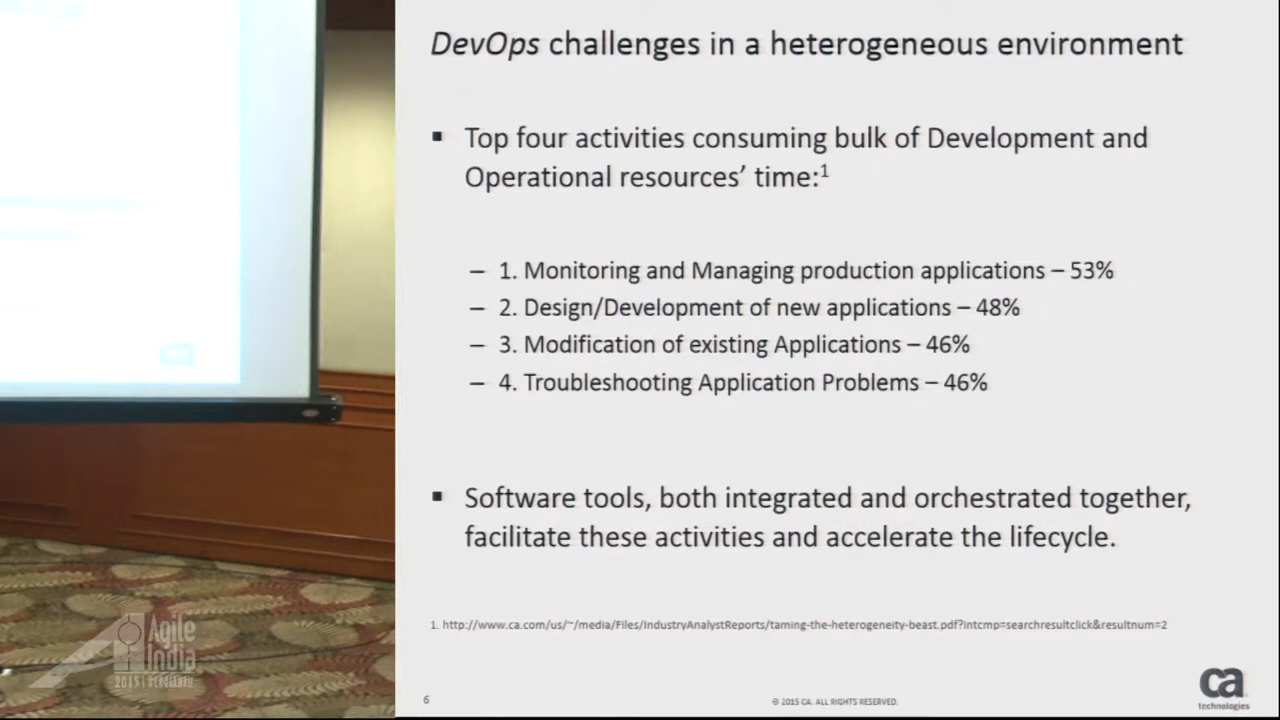 DevOps challenges in a heterogeneous environment
▪ Top four activities consuming bulk of Development and
Operational resources’ time:1
– 1. Monitoring and Managing production applications – 53%
– 2. Design/Development of new applications – 48%
– 3. Modification of existing Applications – 46%
– 4. Troubleshooting Application Problems – 46%
▪ Software tools, both integrated and orchestrated together,
facilitate these activities and accelerate the lifecycle.
1. http://www.ca.com/us/~/media/Files/IndustryAnalystReports/taming-the-heterogeneity-beast.pdf?intcmp=searchresultclick&resultnum=2
6
© 2015 CA. ALL RIGHTS RESERVED.
ca
technologies
Agile
India
2015 | BENGALURU